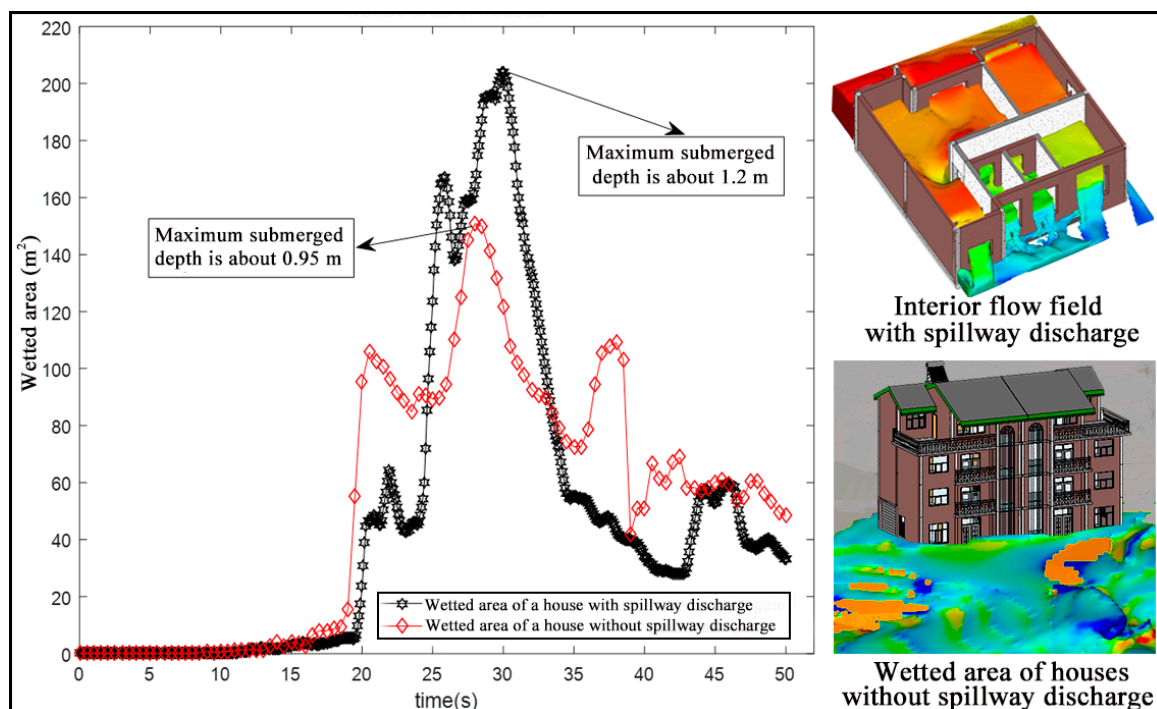 220
200
180
160
140
120
100
80
60
40
20
0
Wetted area (m²)
Maximum submerged
depth is about 1.2 m
Maximum submerged
depth is about 0.95 m
Wetted area of a house with spillway discharge
Wetted area of a house without spillway discharge
0 5 10 15 20 25 30 35 40 45 50
time(s)
Interior flow field
with spillway discharge
Wetted area of houses
without spillway discharge